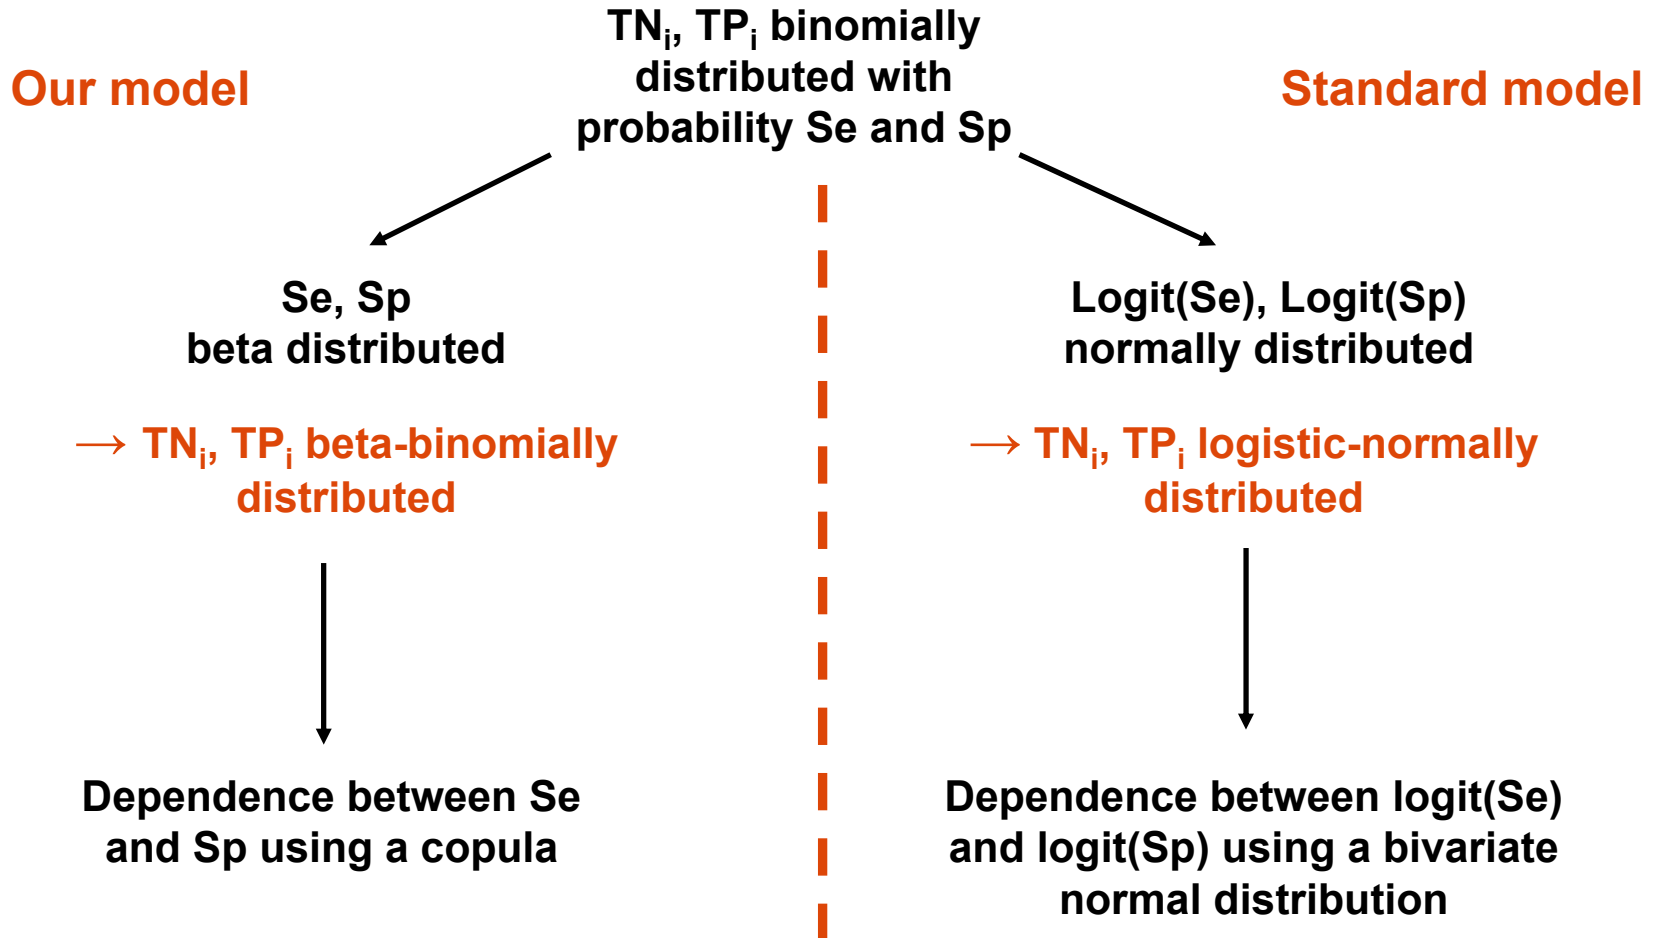 TNi, TPi binomially
distributed with
probability Se and Sp
Our model
Standard model
Se, Sp
beta distributed
→ TNi, TPi beta-binomially
distributed
Dependence between Se
and Sp using a copula
Logit(Se), Logit(Sp)
normally distributed
→ TNi, TPi logistic-normally
distributed
Dependence between logit(Se)
and logit(Sp) using a bivariate
normal distribution